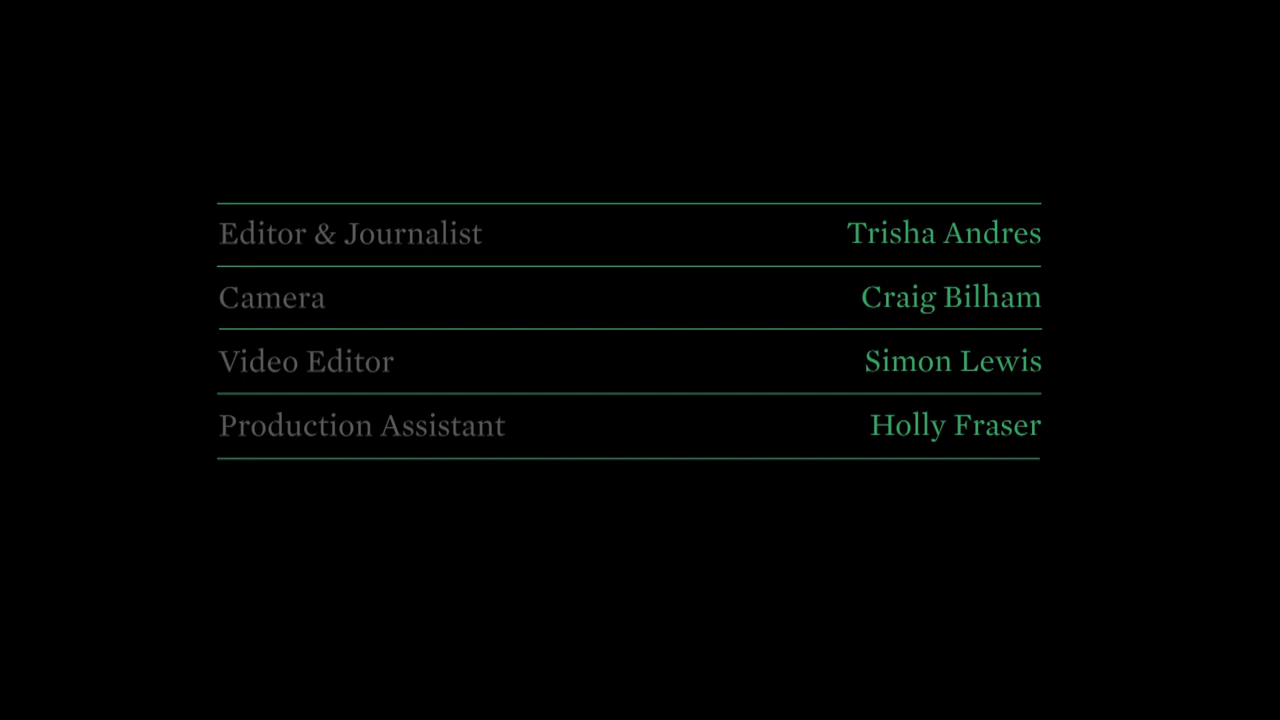 Editor & Journalist Trisha Andres
Camera Craig Bilham
Video Editor Simon Lewis
Production Assistant Holly Fraser